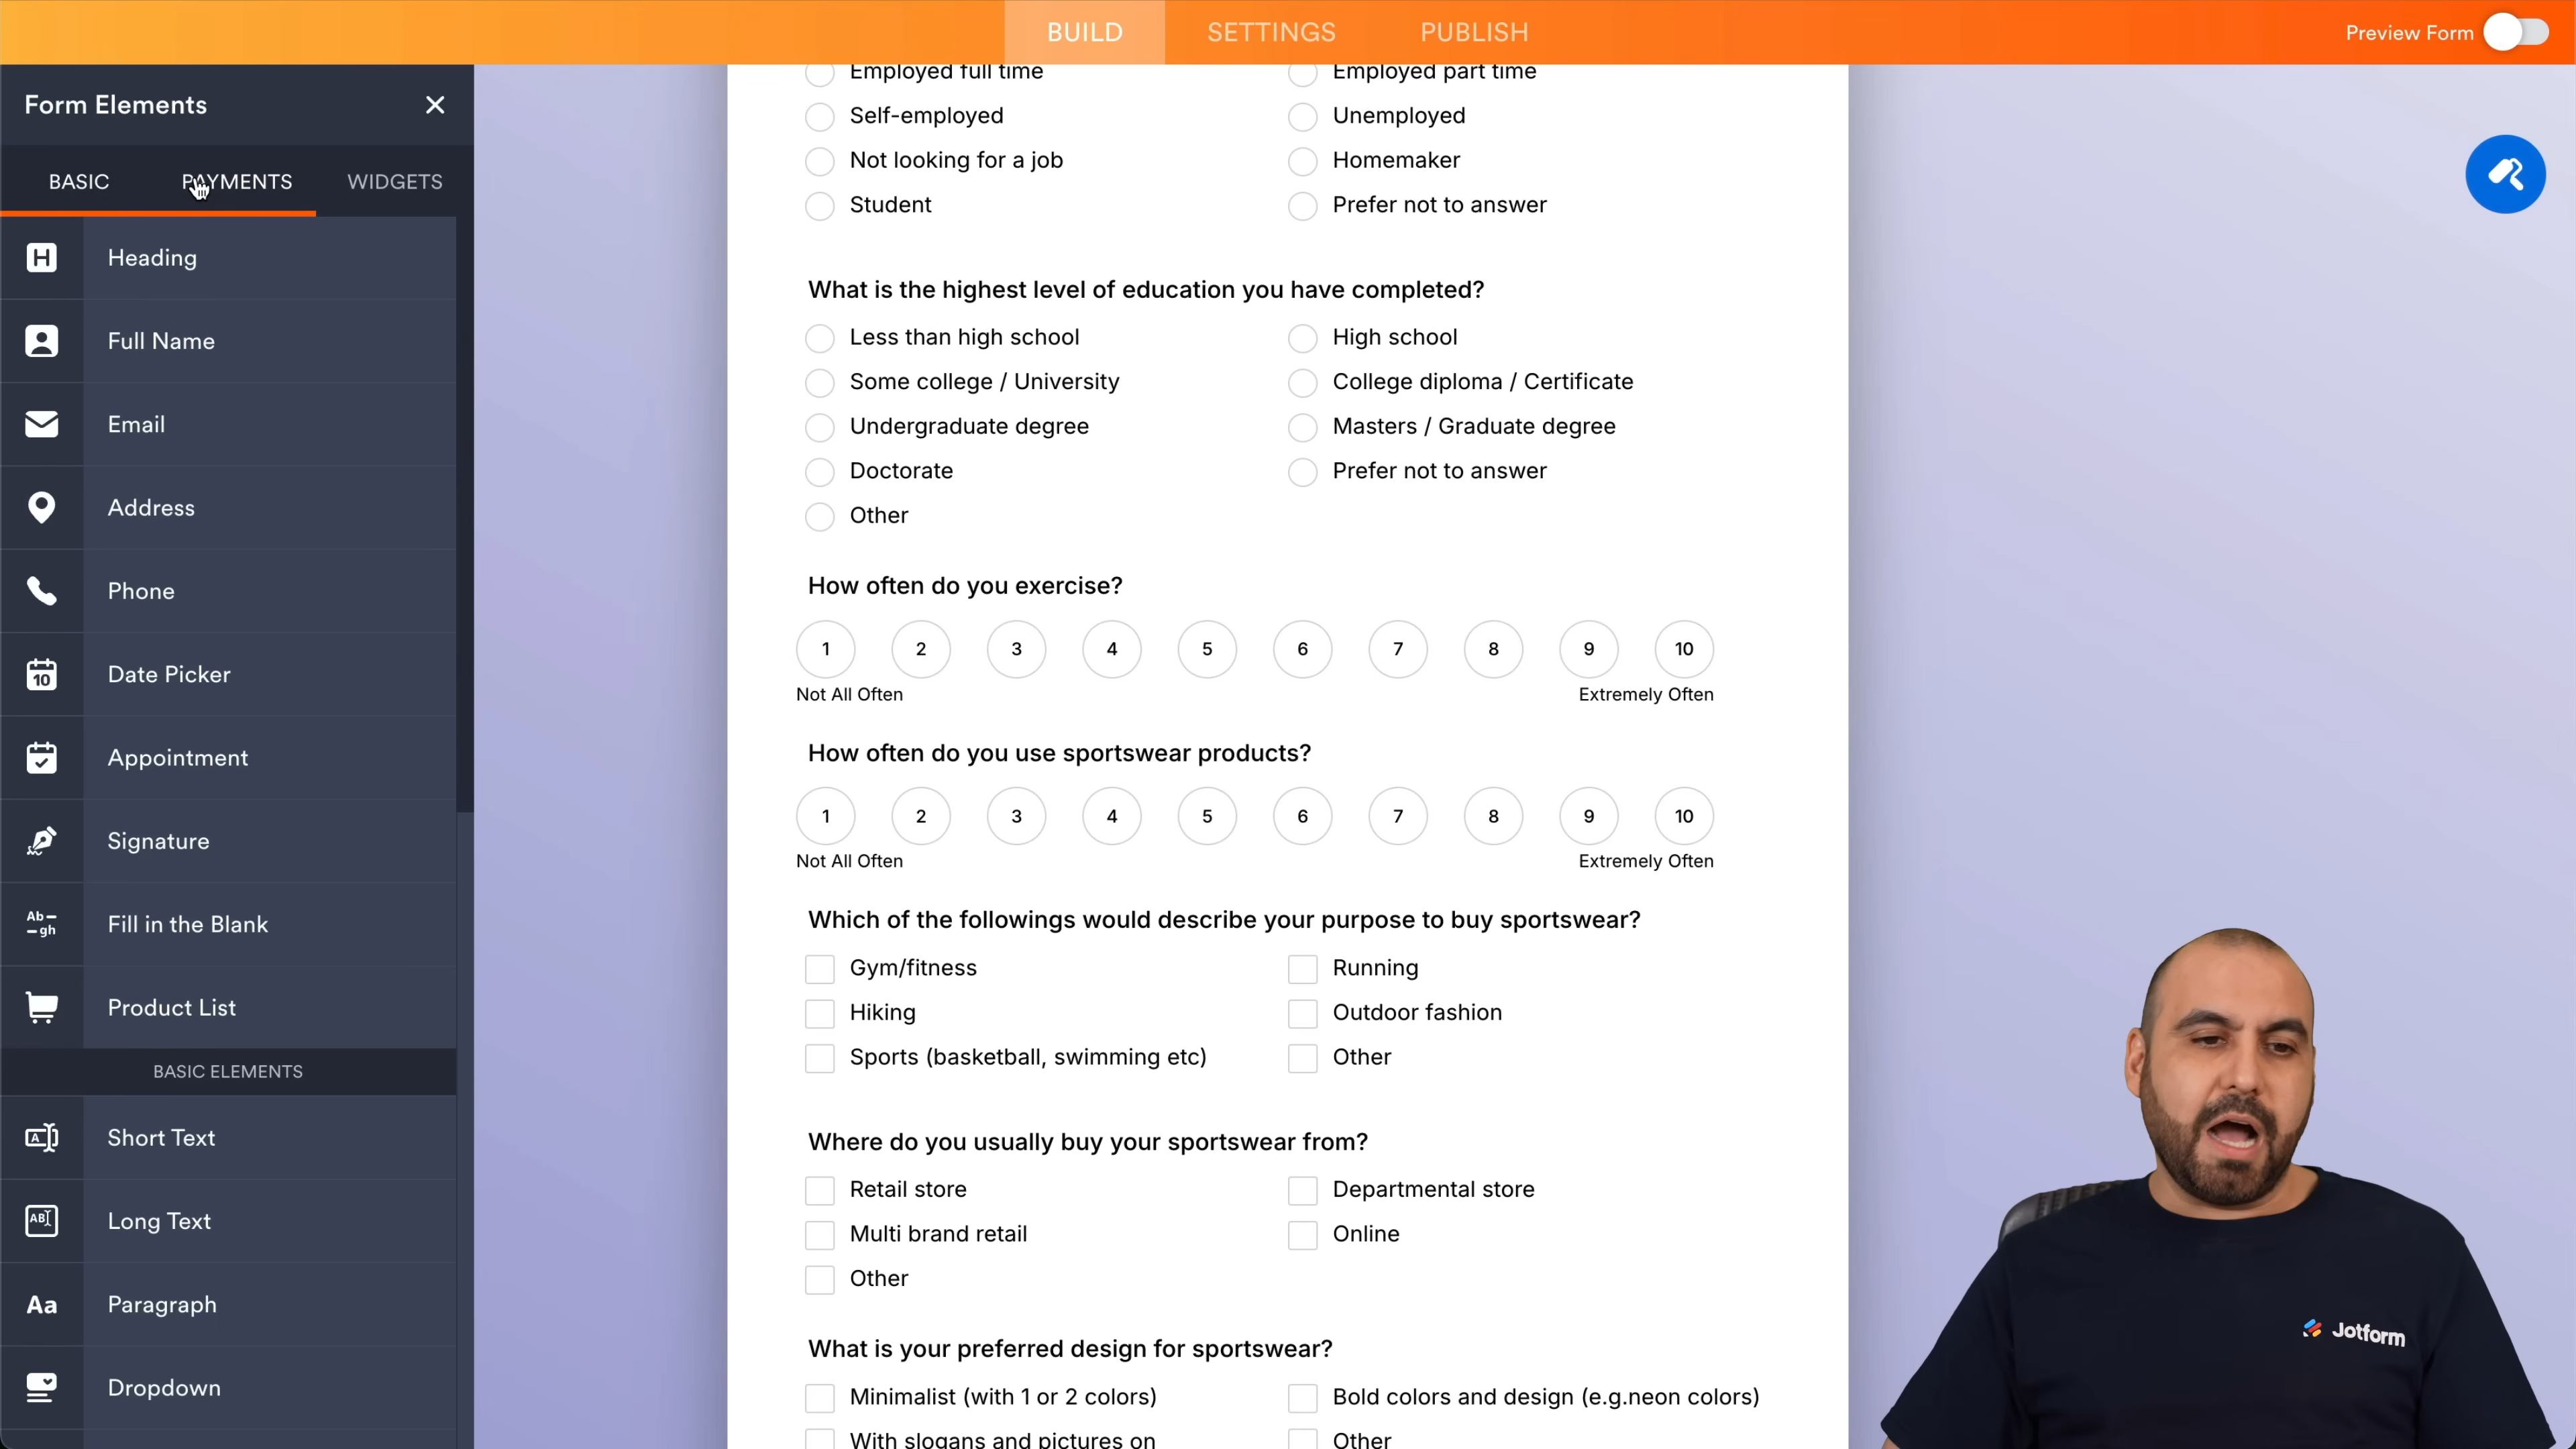 BUILD SETTINGS PUBLISH Preview Form
Form Elements
BASIC PAYMENTS WIDGETS
Heading
Full Name
Email
Address
10
Date Picker
Phone
Appointment
Signature
Ab
gh
Fill in the Blank
Product List
BASIC ELEMENTS
A
Short Text
AB
Long Text
Aa
Paragraph
Dropdown
Employed full time Employed part time
Self-employed Unemployed
Not looking for a job Homemaker
Student Prefer not to answer
What is the highest level of education you have completed?
Less than high school High school
Some college / University College diploma / Certificate
Undergraduate degree Masters / Graduate degree
Doctorate Prefer not to answer
Other
How often do you exercise?
1 2 3 4 5 6 7 8 9 10
Not All Often Extremely Often
How often do you use sportswear products?
1 2 3 4 5 6 7 8 9 10
Not All Often Extremely Often
Which of the followings would describe your purpose to buy sportswear?
Gym/fitness Running
Hiking Outdoor fashion
Sports (basketball, swimming etc) Other
Where do you usually buy your sportswear from?
Retail store Departmental store
Multi brand retail Online
Other
What is your preferred design for sportswear?
Minimalist (with 1 or 2 colors) Bold colors and design (e.g.neon colors)
With slogans and pictures on Other
Jotform